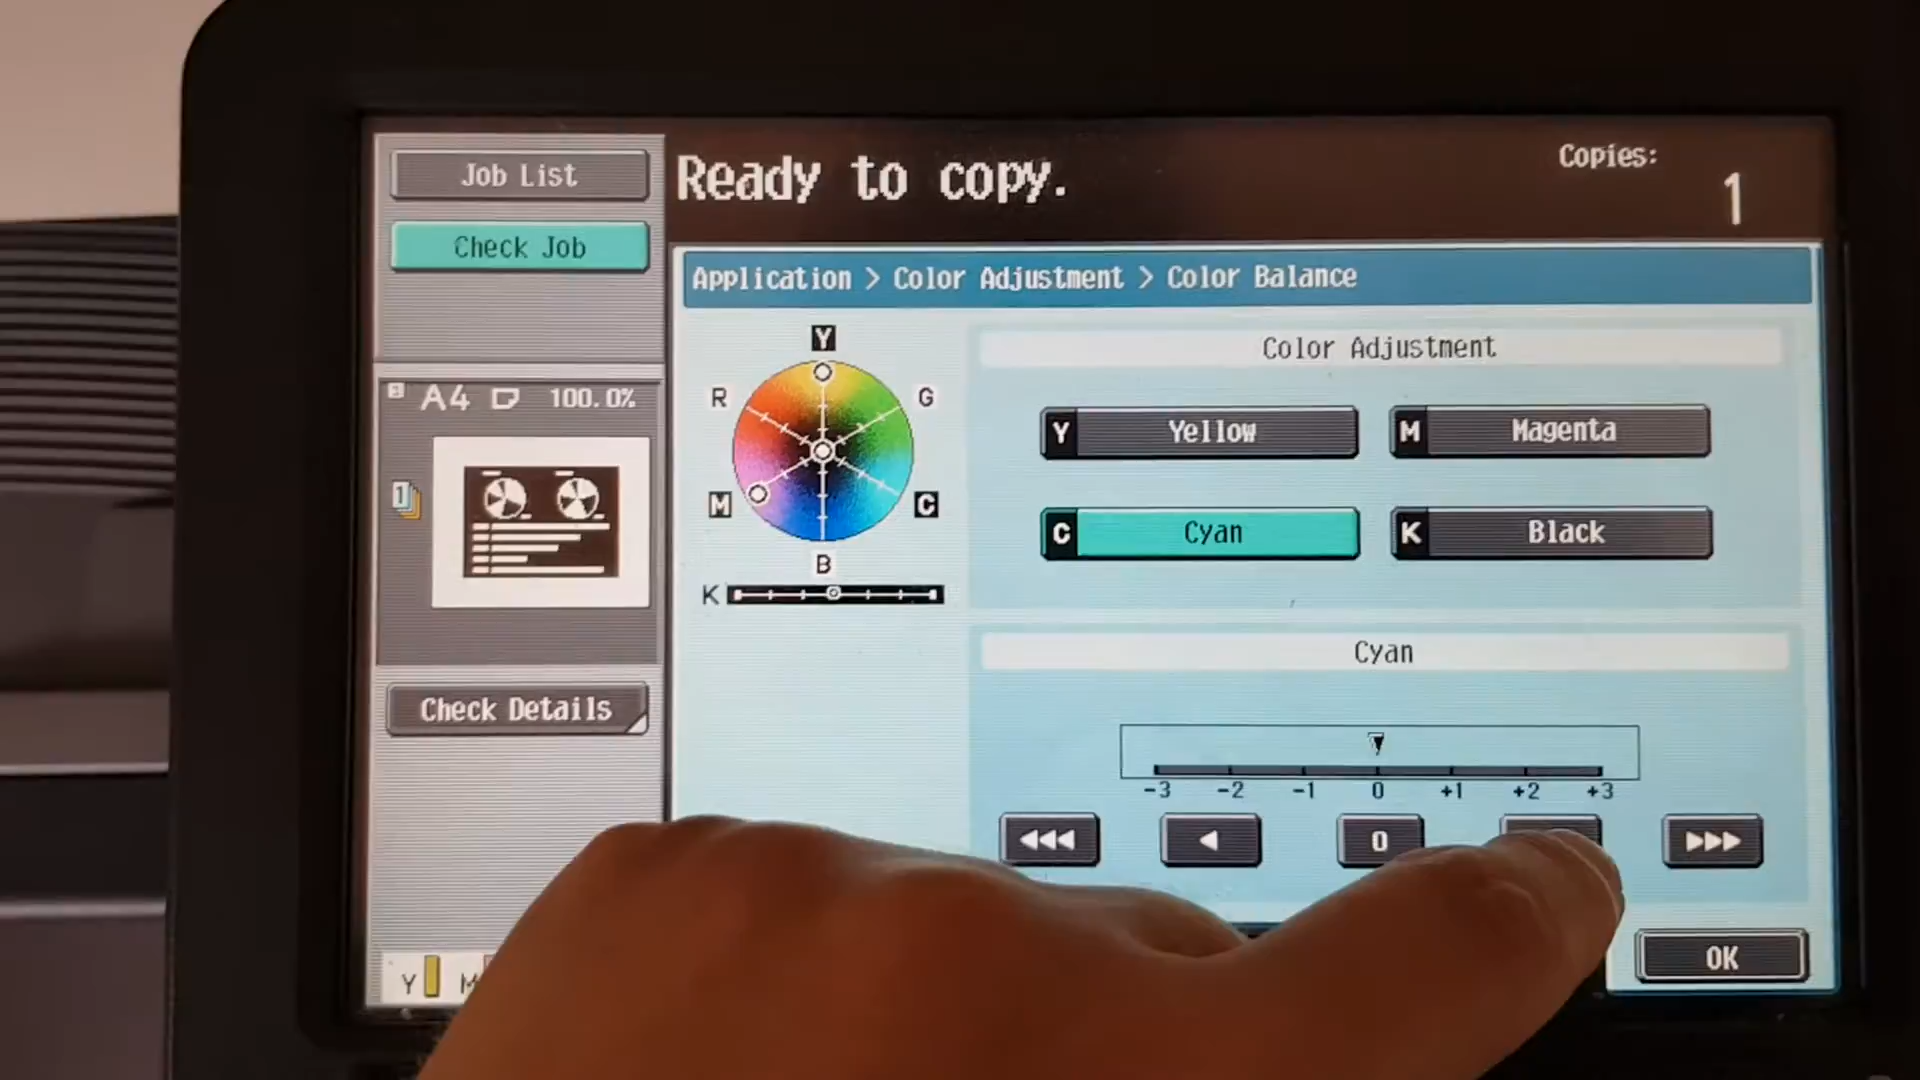 Job List
Check Job
Ready to copy.
Copies:
1
Application > Color Adjustment > Color Balance
A4 100.0%
1
Check Details
Y
R
G
M
C
B
K
Color Adjustment
Y Yellow
M Magenta
C Cyan
K Black
Cyan
-3 -2 -1 0 +1 +2 +3
0
OK
Y M